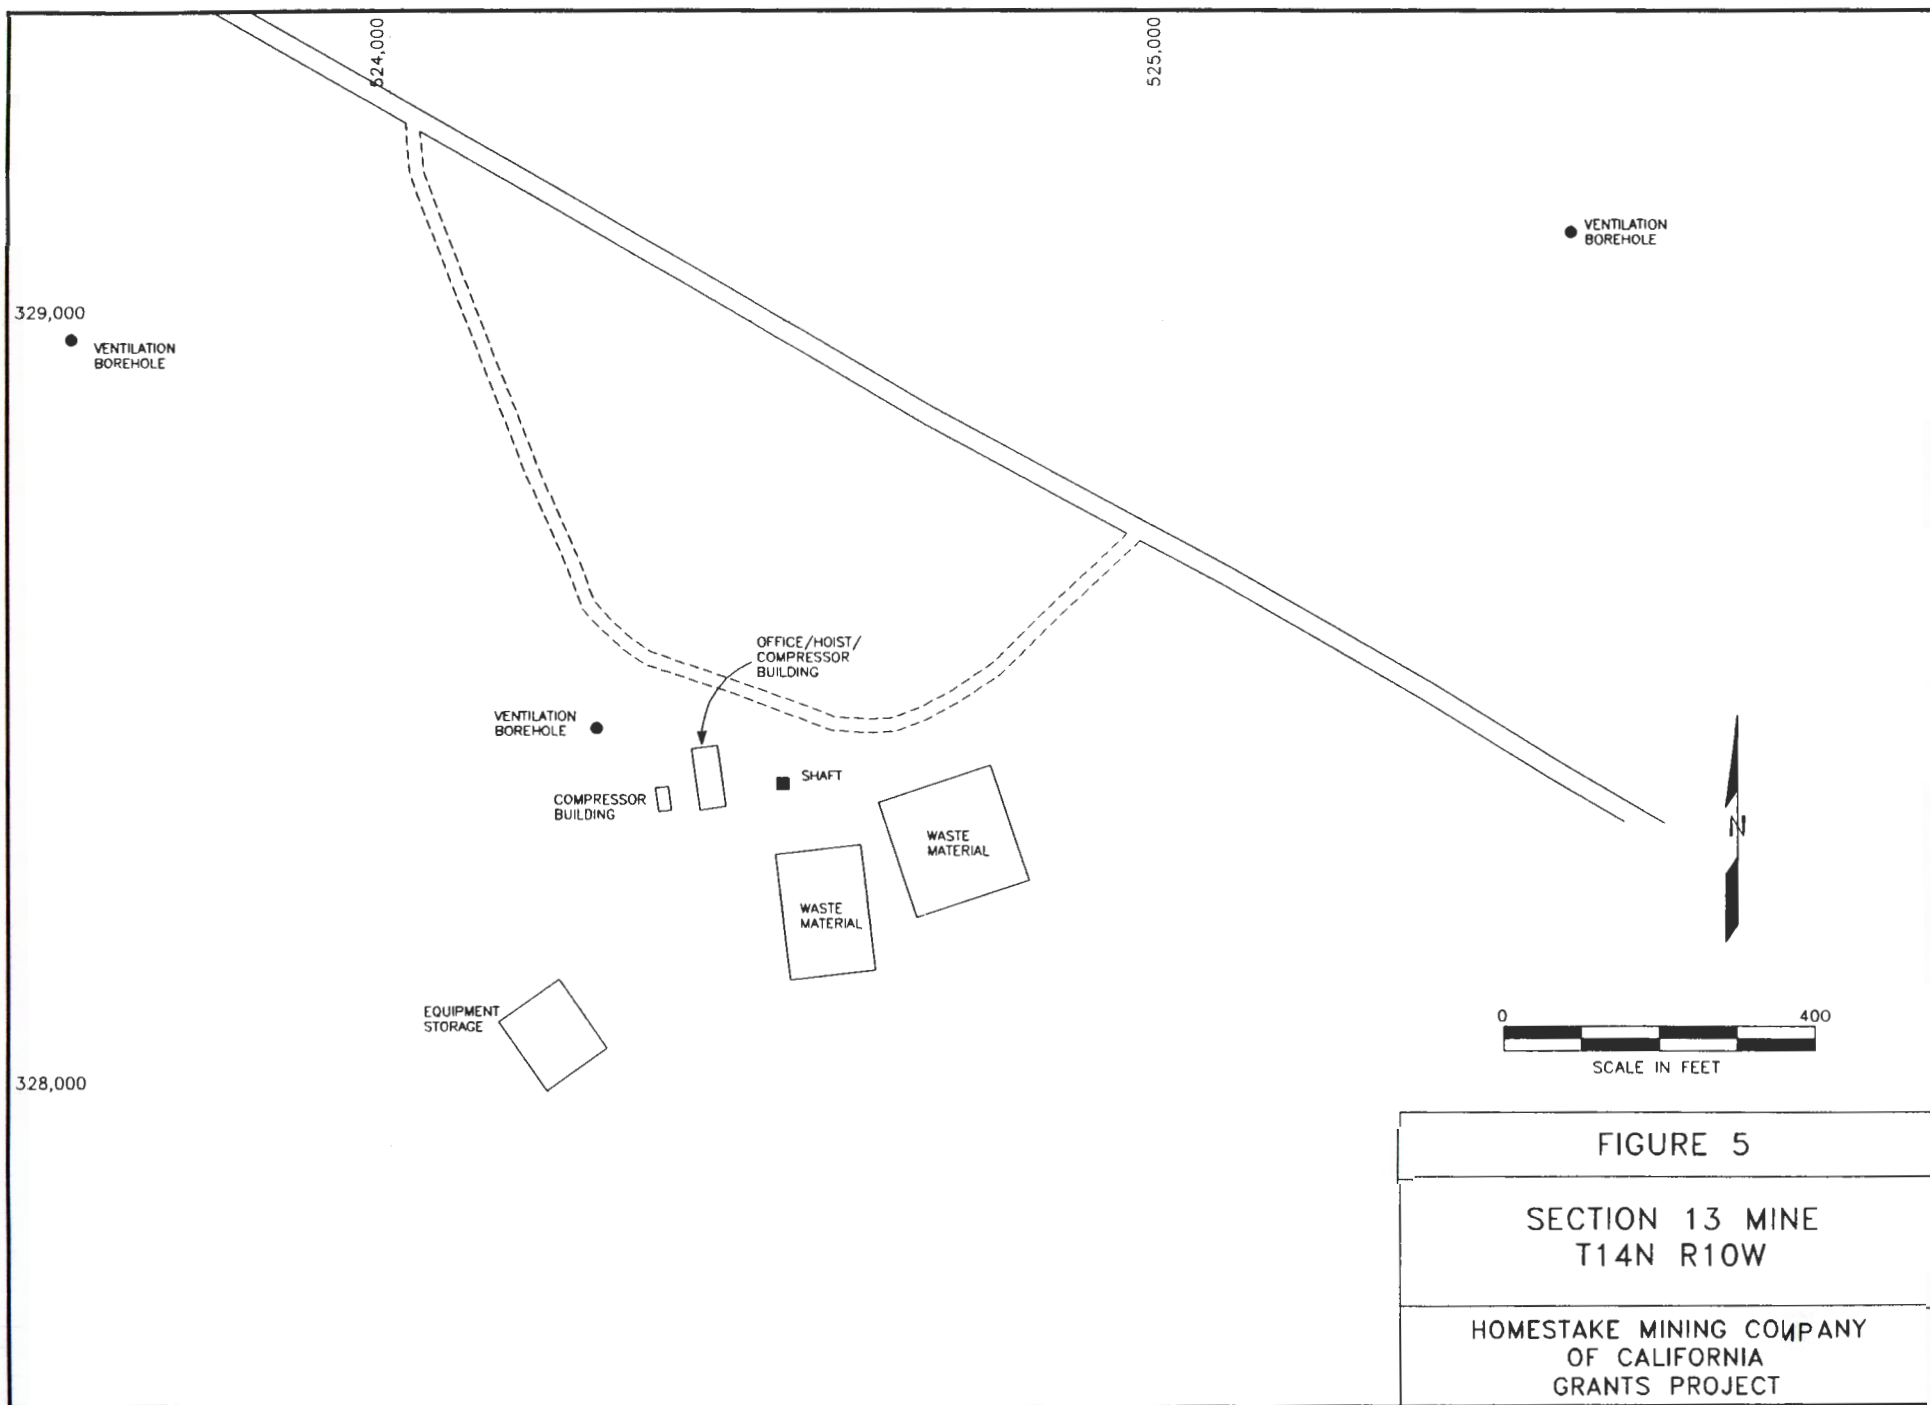 524,000
525,000
VENTILATION
BOREHOLE
329,000
VENTILATION
BOREHOLE
OFFICE/HOIST/
COMPRESSOR
BUILDING
VENTILATION
BOREHOLE
SHAFT
COMPRESSOR
BUILDING
WASTE
MATERIAL
WASTE
MATERIAL
EQUIPMENT
STORAGE
N
0 400
SCALE IN FEET
328,000
FIGURE 5
SECTION 13 MINE
T14N R10W
HOMESTAKE MINING COMPANY
OF CALIFORNIA
GRANTS PROJECT